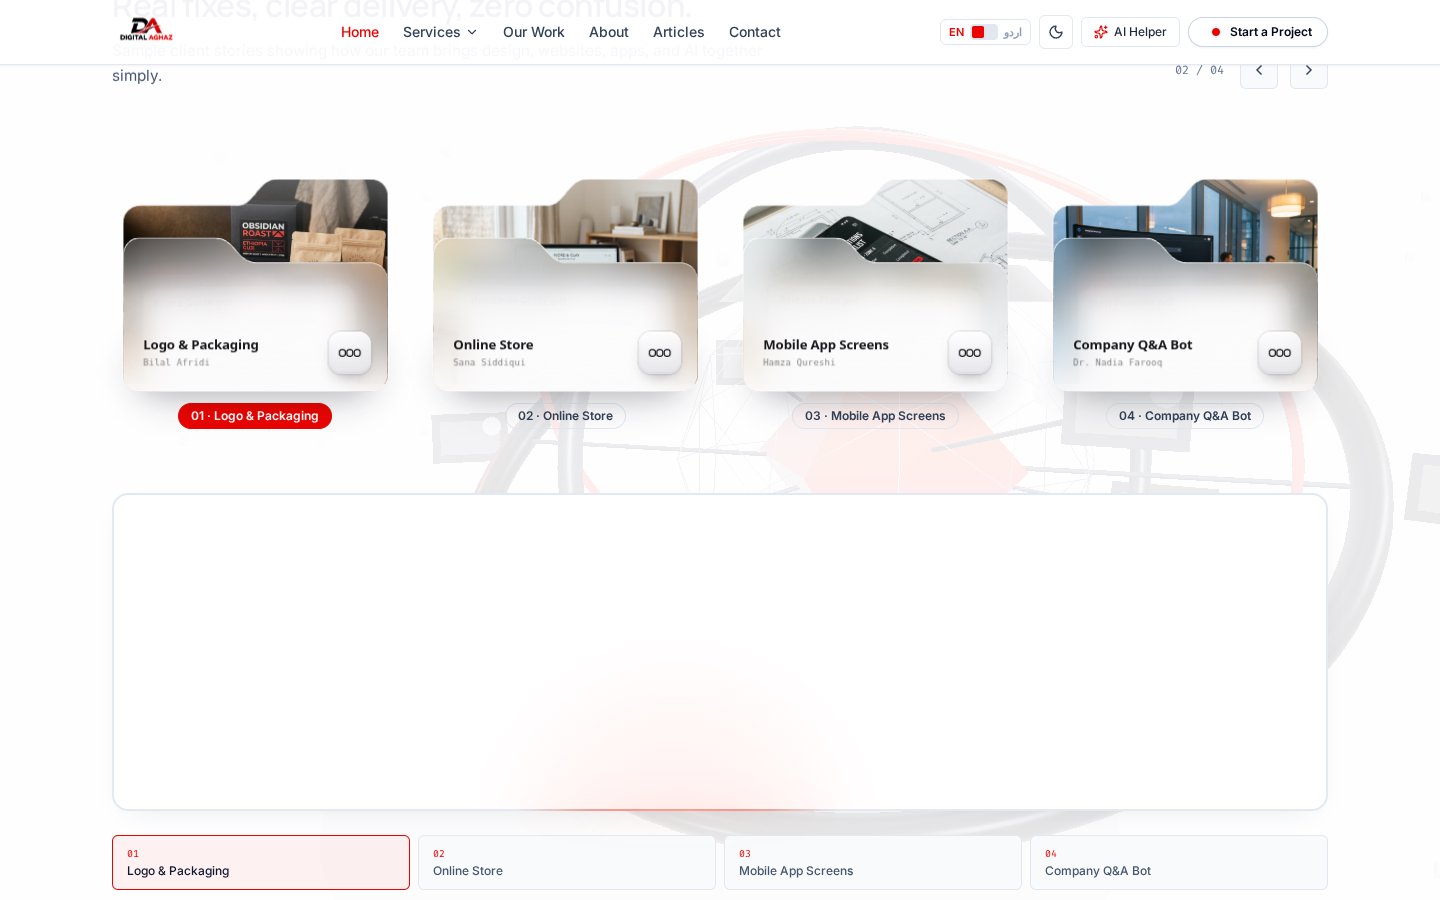 Real fixes, clear delivery, zero confusion.
DA
DIGITAL AGHAZ
Home
Services
Our Work
About
Articles
Contact
EN
اردو
AI Helper
Start a Project
Sample client stories showing how our team brings design, websites, apps, and AI together
simply.
02 / 04
OBSIDIAN
ROAST
Logo & Packaging
Bilal Afridi
Online Store
Sana Siddiqui
Mobile App Screens
Hamza Qureshi
Company Q&A Bot
Dr. Nadia Farooq
01 · Logo & Packaging
02 · Online Store
03 · Mobile App Screens
04 · Company Q&A Bot
01
Logo & Packaging
02
Online Store
03
Mobile App Screens
04
Company Q&A Bot